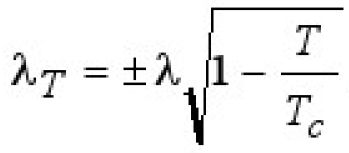 λ_T = ± λ √(1 − T/T_c)